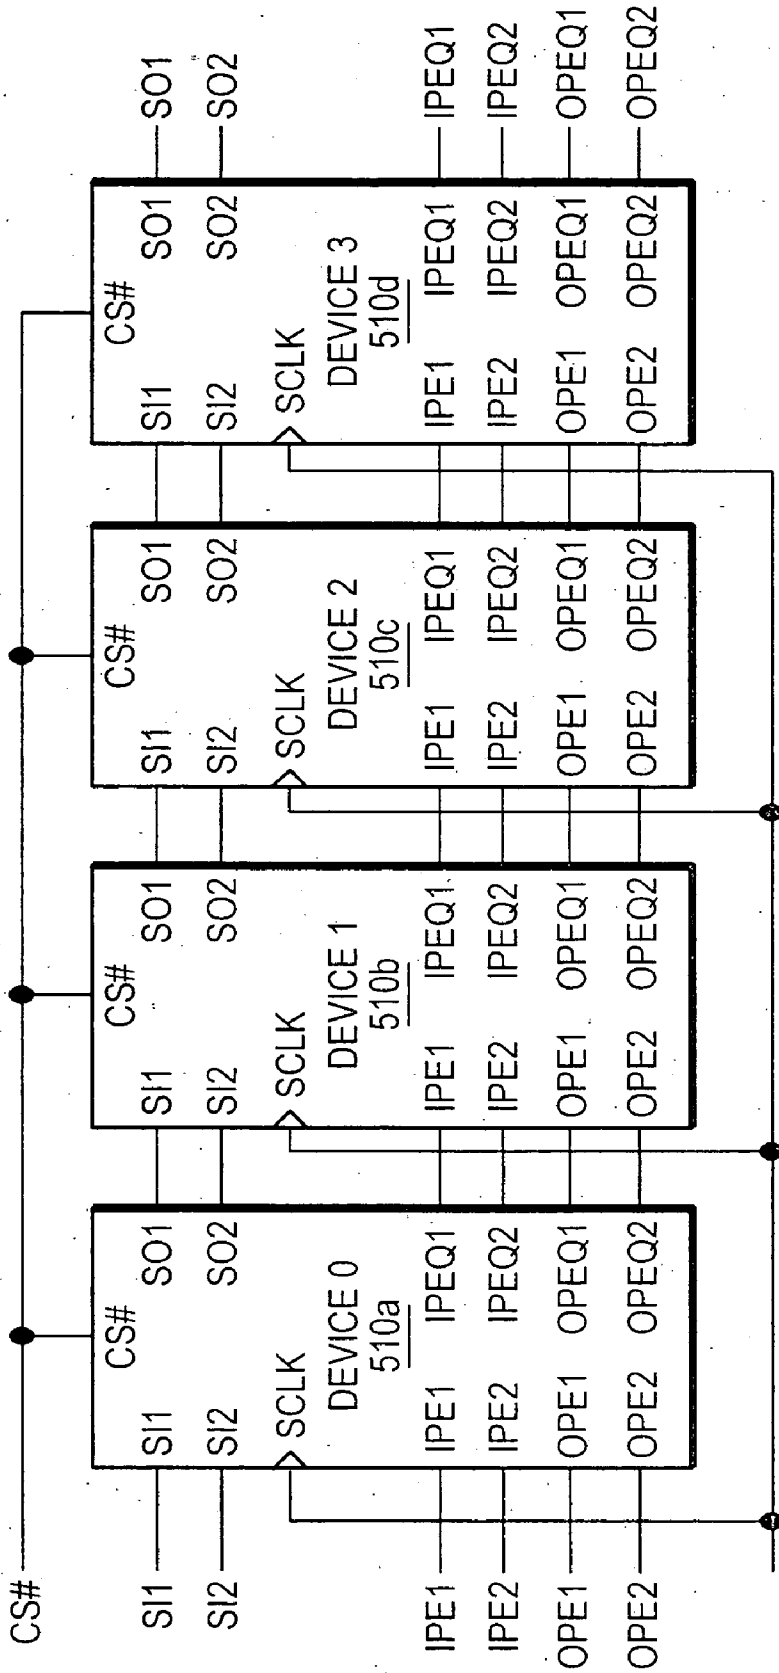 CS#
SI1
SI2
IPE1
IPE2
OPE1
OPE2
CS#
SI1 SO1
SI2 SO2
SCLK
DEVICE 0
510a
IPE1 IPEQ1
IPE2 IPEQ2
OPE1 OPEQ1
OPE2 OPEQ2
CS#
SI1 SO1
SI2 SO2
SCLK
DEVICE 1
510b
IPE1 IPEQ1
IPE2 IPEQ2
OPE1 OPEQ1
OPE2 OPEQ2
CS#
SI1 SO1
SI2 SO2
SCLK
DEVICE 2
510c
IPE1 IPEQ1
IPE2 IPEQ2
OPE1 OPEQ1
OPE2 OPEQ2
CS#
SI1 SO1
SI2 SO2
SCLK
DEVICE 3
510d
IPE1 IPEQ1
IPE2 IPEQ2
OPE1 OPEQ1
OPE2 OPEQ2
SO1
SO2
IPEQ1
IPEQ2
OPEQ1
OPEQ2